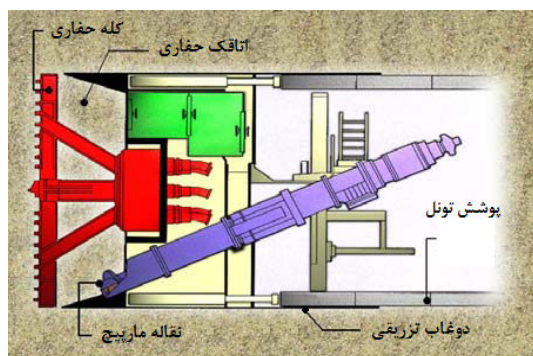 کله حفاری
اتاقک حفاری
پوشش تونل
نقاله مارپیچ
دوغاب تزریقی